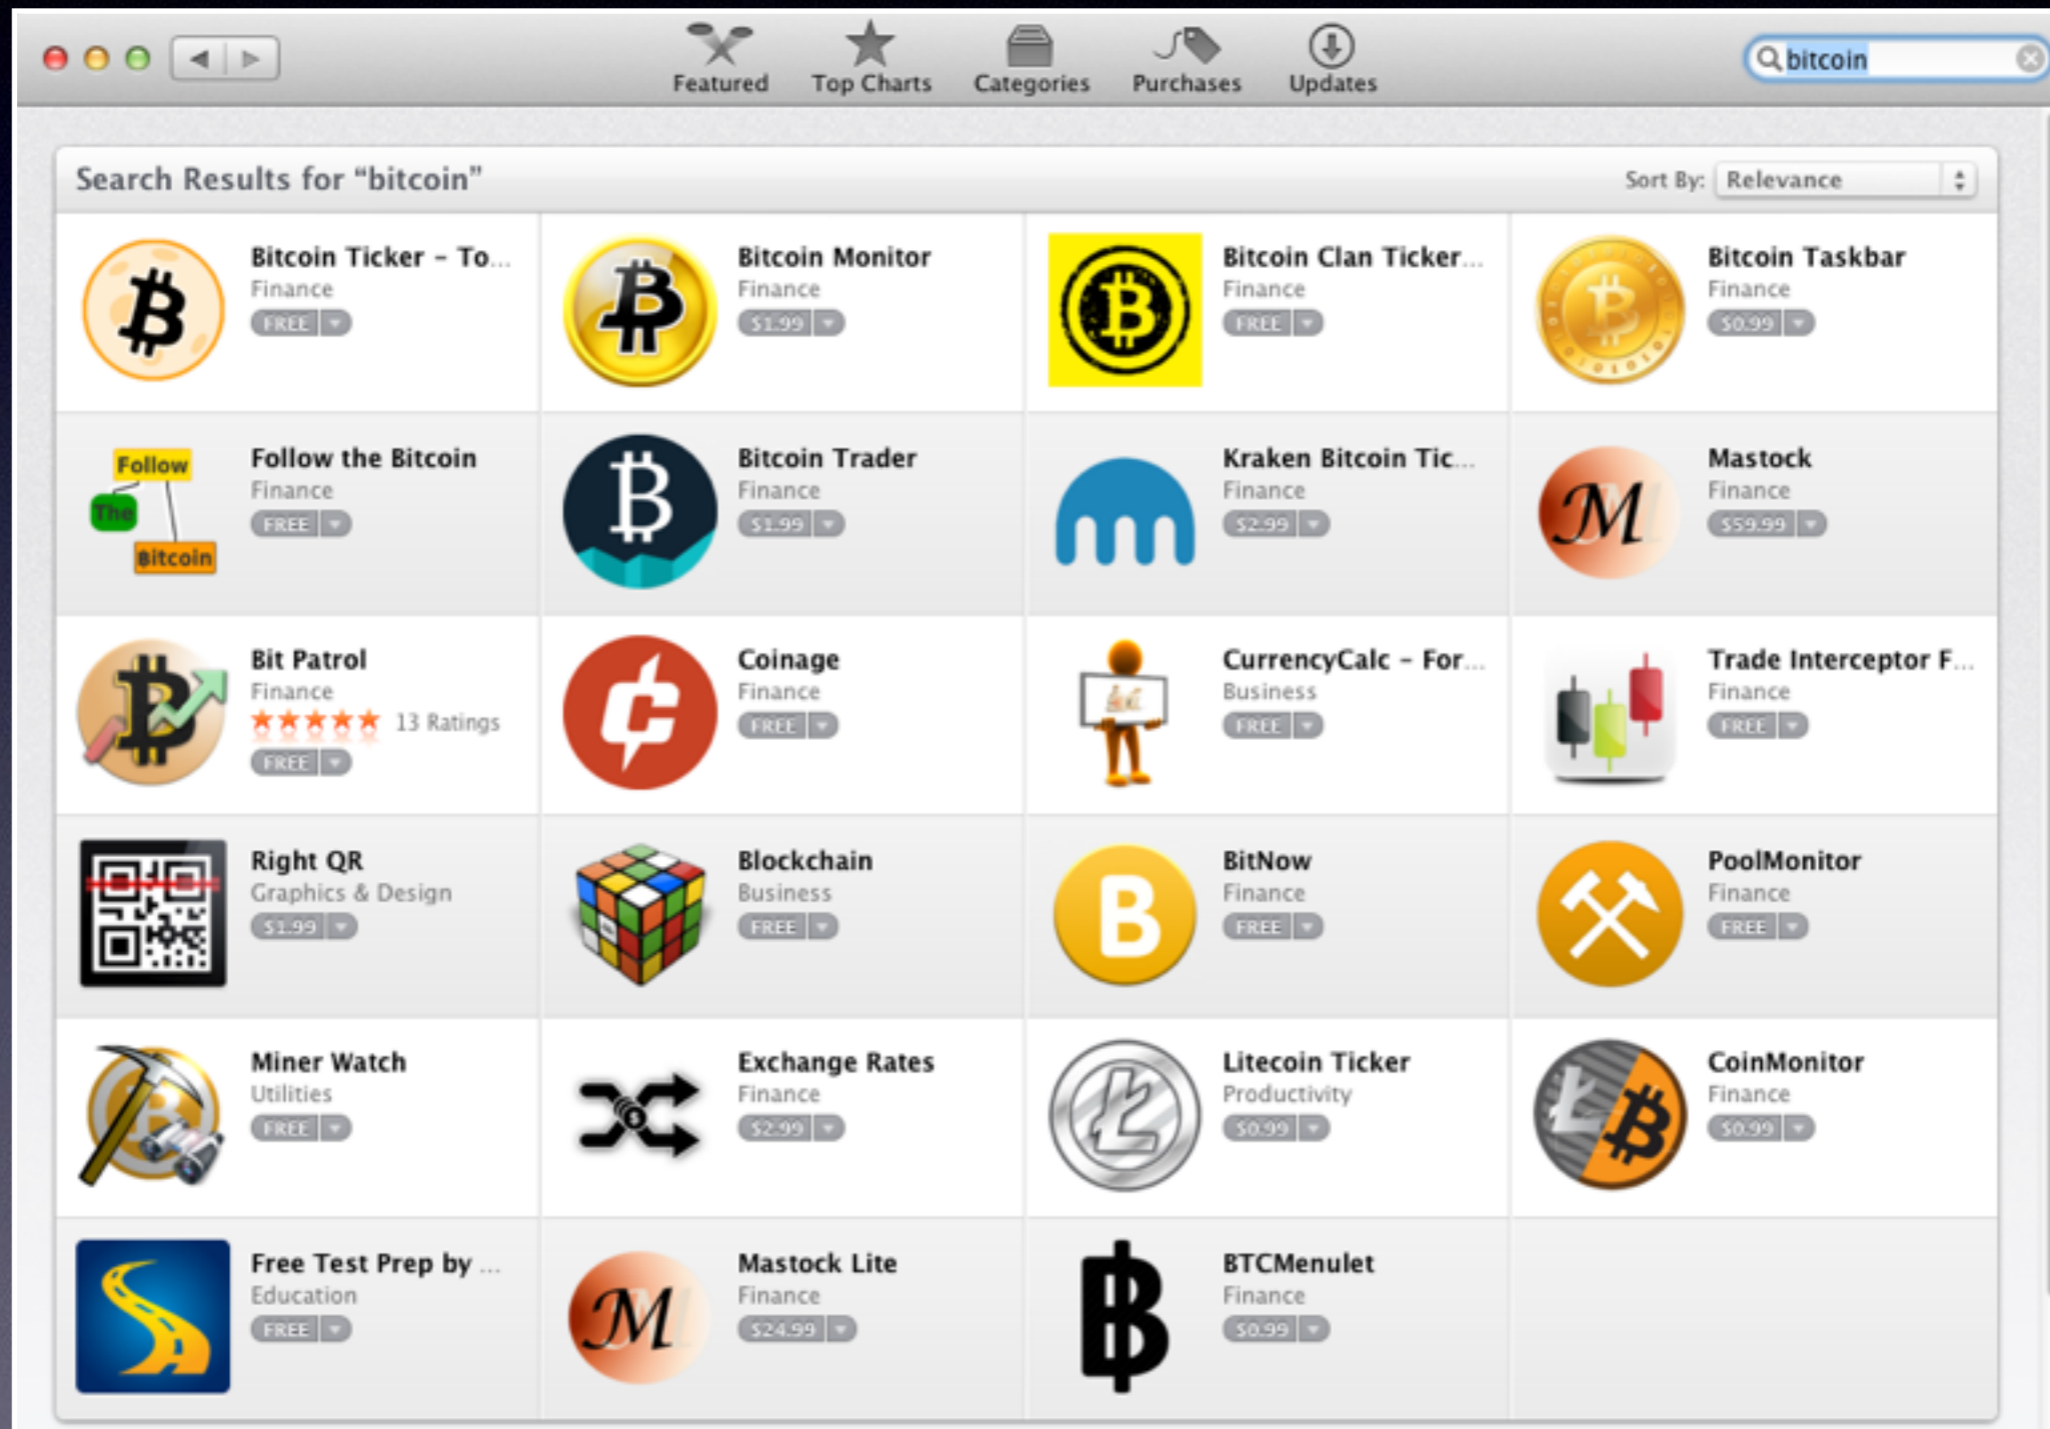 Featured
Top Charts
Categories
Purchases
Updates
bitcoin
Search Results for “bitcoin”
Sort By: Relevance
Bitcoin Ticker – To...
Finance
FREE
Bitcoin Monitor
Finance
$1.99
Bitcoin Clan Ticker...
Finance
FREE
Bitcoin Taskbar
Finance
$0.99
Follow
The
Bitcoin
Follow the Bitcoin
Finance
FREE
Bitcoin Trader
Finance
$1.99
Kraken Bitcoin Tic...
Finance
$2.99
M
Mastock
Finance
$59.99
Bit Patrol
Finance
13 Ratings
FREE
Coinage
Finance
FREE
CurrencyCalc – For...
Business
FREE
Trade Interceptor F...
Finance
FREE
Right QR
Graphics & Design
$1.99
Blockchain
Business
FREE
B
BitNow
Finance
FREE
PoolMonitor
Finance
FREE
Miner Watch
Utilities
FREE
Exchange Rates
Finance
$2.99
Litecoin Ticker
Productivity
$0.99
CoinMonitor
Finance
$0.99
Free Test Prep by ...
Education
FREE
M
Mastock Lite
Finance
$24.99
BTCMenulet
Finance
$0.99